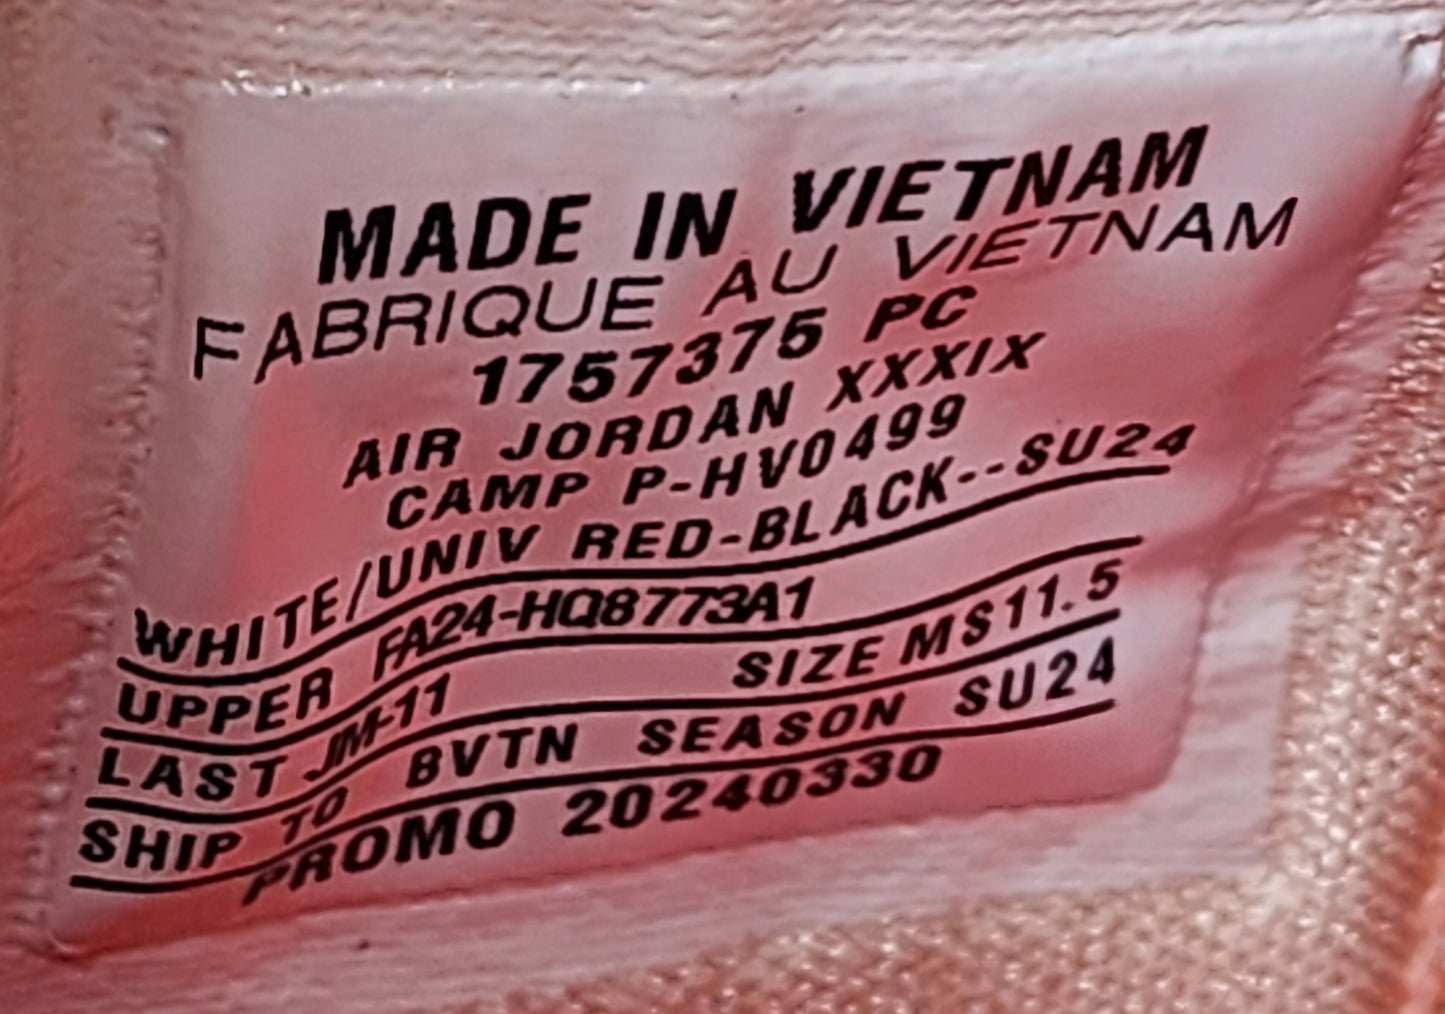 MADE IN VIETNAM
FABRIQUE AU VIETNAM
1757375 PC
AIR JORDAN XXXIX
CAMP P-HV0499
WHITE/UNIV RED-BLACK--SU24
UPPER FA24-HQ8773A1
LAST JM-11 SIZE MS11.5
SHIP TO BVTN SEASON SU24
PROMO 20240330